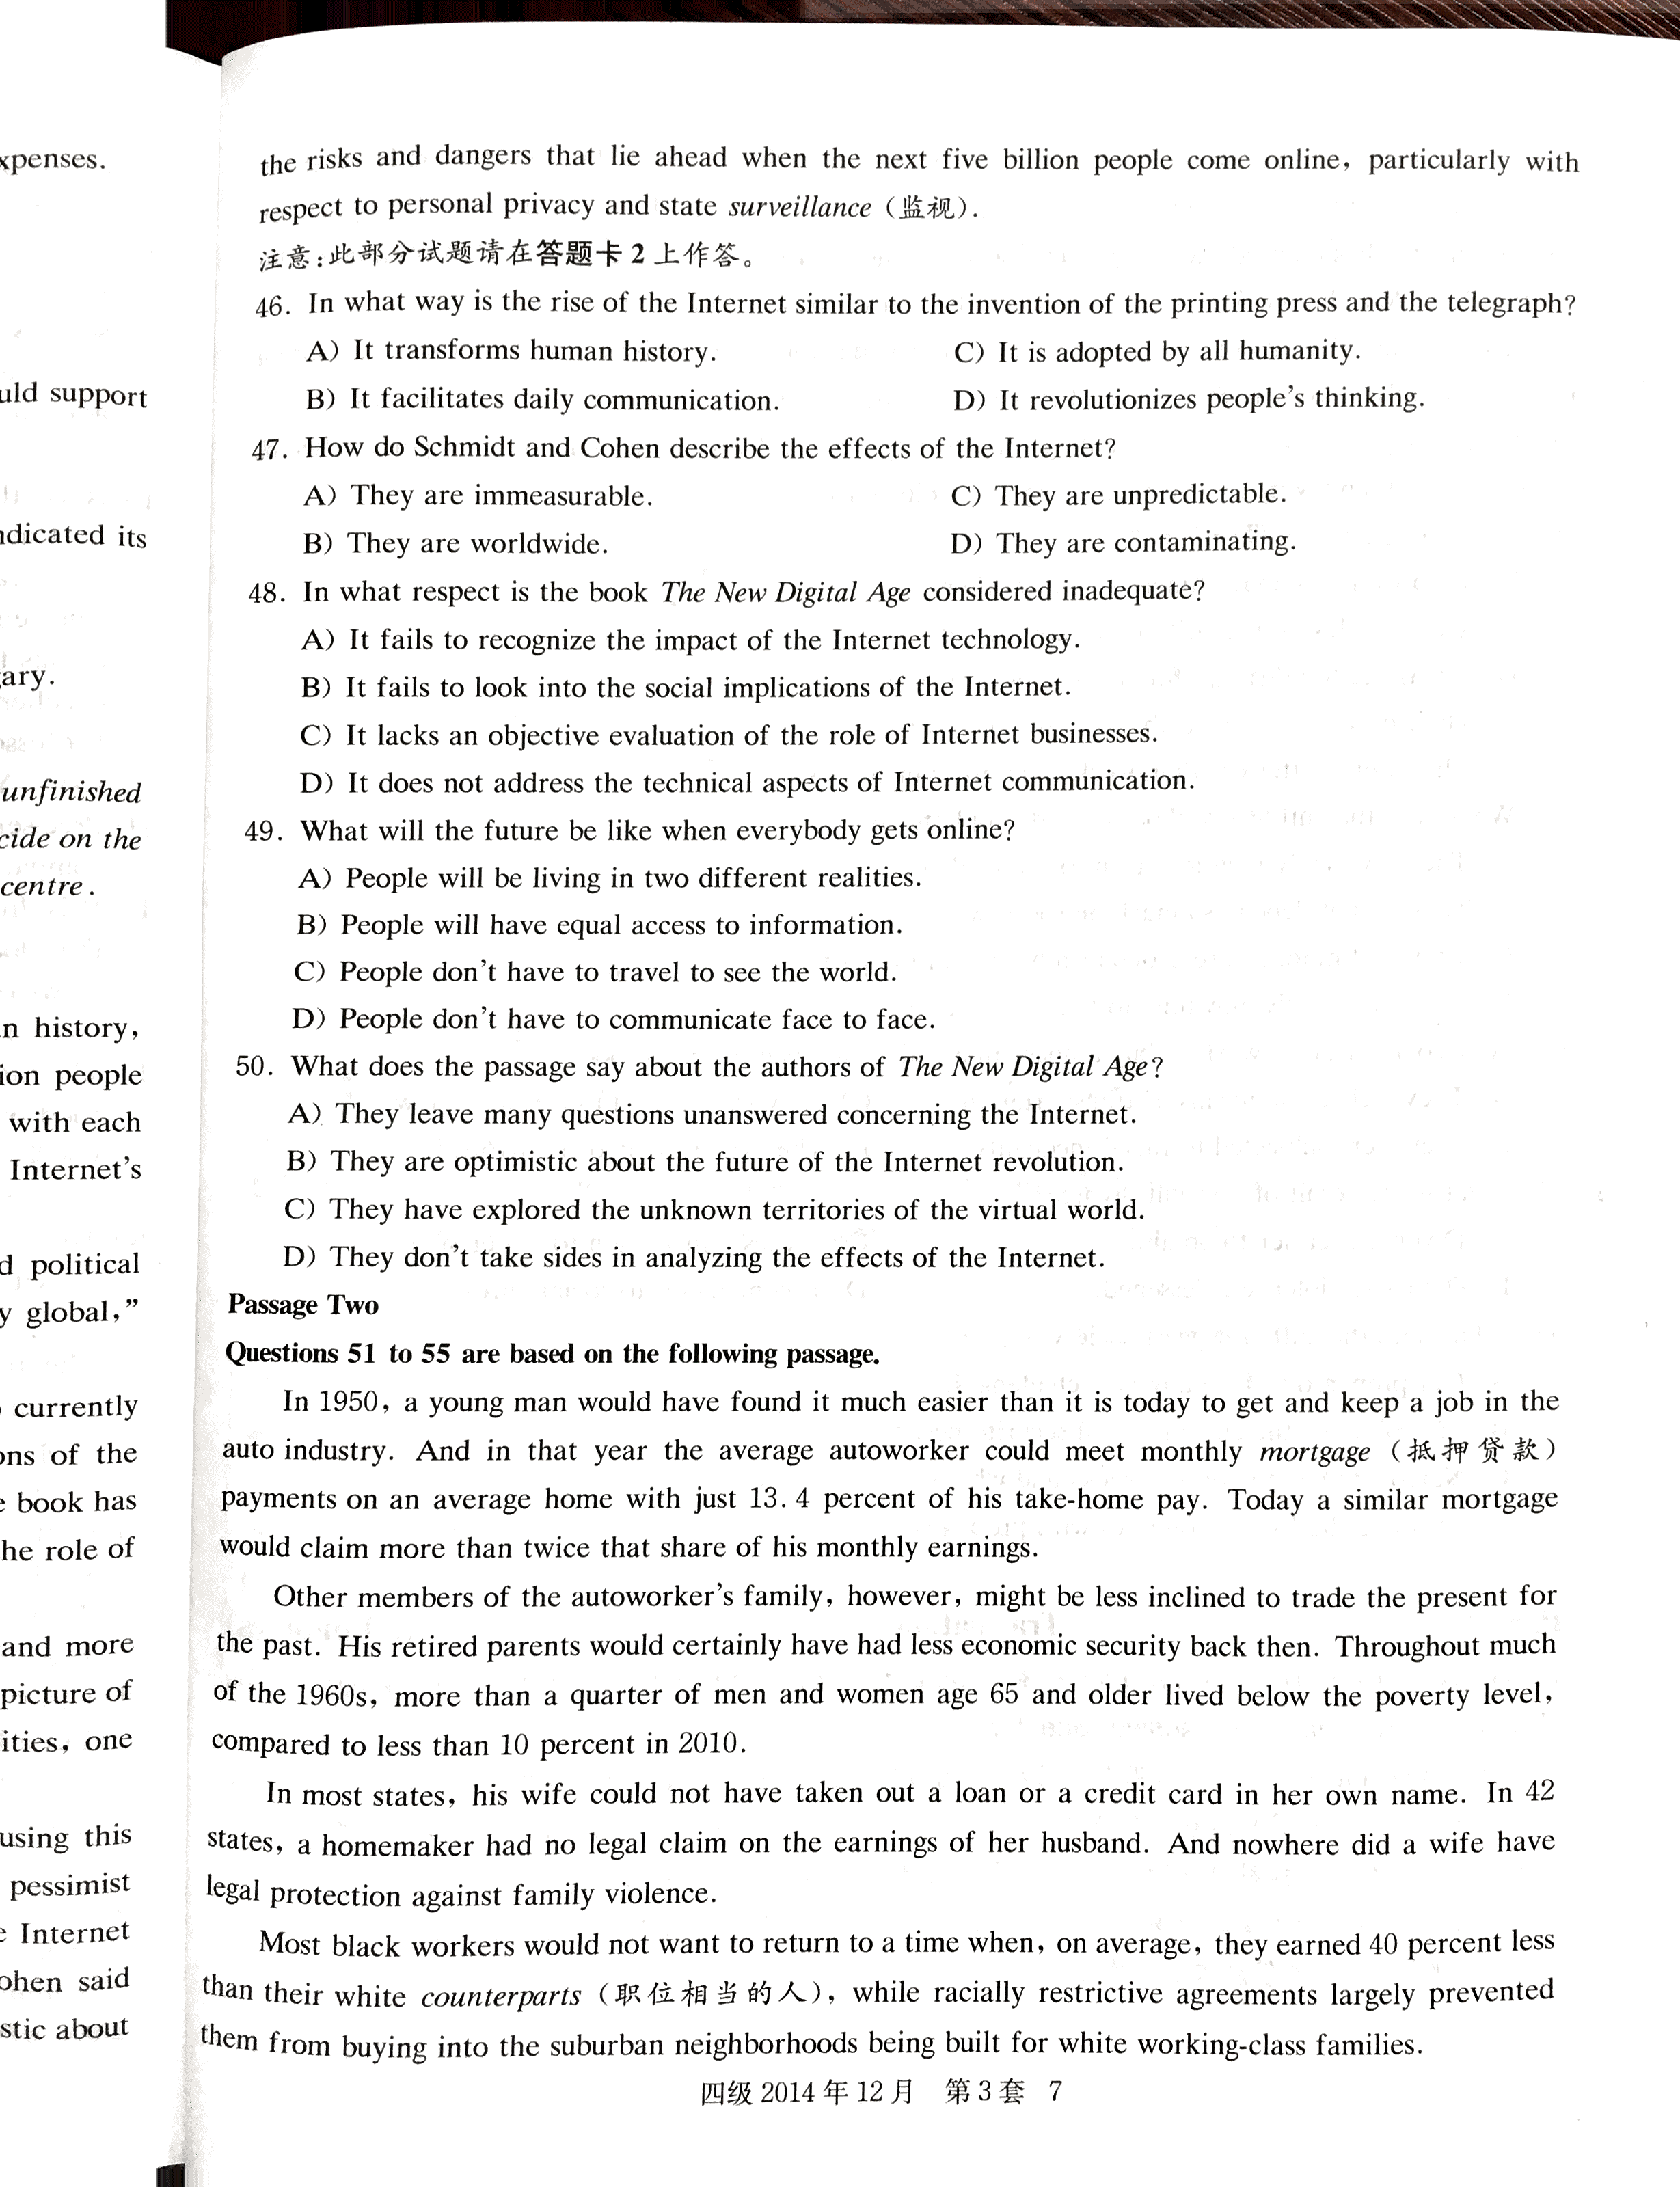 expenses.
support
indicated its
unfinished
on the
centre.
history,
people
with each
Internet's
political
global,"
currently
of the
book has
role of
and more
picture of
one
using this
pessimist
Internet
said
about
the risks and dangers that lie ahead when the next five billion people come online, particularly with
respect to personal privacy and state surveillance (监视).
注意:此部分试题请在答题卡 2 上作答。
46. In what way is the rise of the Internet similar to the invention of the printing press and the telegraph?
A) It transforms human history. C) It is adopted by all humanity.
B) It facilitates daily communication. D) It revolutionizes people's thinking.
47. How do Schmidt and Cohen describe the effects of the Internet?
A) They are immeasurable. C) They are unpredictable.
B) They are worldwide. D) They are contaminating.
48. In what respect is the book The New Digital Age considered inadequate?
A) It fails to recognize the impact of the Internet technology.
B) It fails to look into the social implications of the Internet.
C) It lacks an objective evaluation of the role of Internet businesses.
D) It does not address the technical aspects of Internet communication.
49. What will the future be like when everybody gets online?
A) People will be living in two different realities.
B) People will have equal access to information.
C) People don't have to travel to see the world.
D) People don't have to communicate face to face.
50. What does the passage say about the authors of The New Digital Age?
A) They leave many questions unanswered concerning the Internet.
B) They are optimistic about the future of the Internet revolution.
C) They have explored the unknown territories of the virtual world.
D) They don't take sides in analyzing the effects of the Internet.
Passage Two
Questions 51 to 55 are based on the following passage.
In 1950, a young man would have found it much easier than it is today to get and keep a job in the
auto industry. And in that year the average autoworker could meet monthly mortgage (抵押贷款)
payments on an average home with just 13.4 percent of his take-home pay. Today a similar mortgage
would claim more than twice that share of his monthly earnings.
Other members of the autoworker's family, however, might be less inclined to trade the present for
the past. His retired parents would certainly have had less economic security back then. Throughout much
of the 1960s, more than a quarter of men and women age 65 and older lived below the poverty level,
compared to less than 10 percent in 2010.
In most states, his wife could not have taken out a loan or a credit card in her own name. In 42
states, a homemaker had no legal claim on the earnings of her husband. And nowhere did a wife have
legal protection against family violence.
Most black workers would not want to return to a time when, on average, they earned 40 percent less
than their white counterparts (职位相当的人), while racially restrictive agreements largely prevented
them from buying into the suburban neighborhoods being built for white working-class families.
四级 2014 年 12 月 第 3 套 7